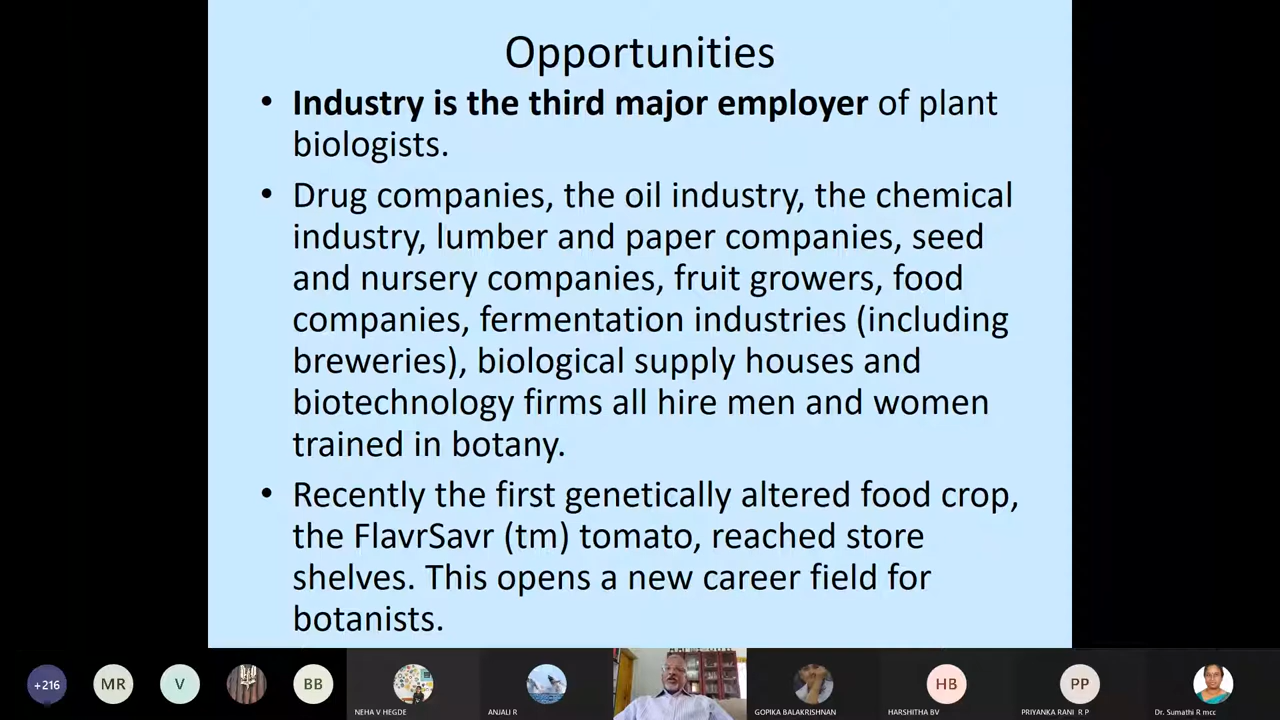 Opportunities
• Industry is the third major employer of plant
biologists.
• Drug companies, the oil industry, the chemical
industry, lumber and paper companies, seed
and nursery companies, fruit growers, food
companies, fermentation industries (including
breweries), biological supply houses and
biotechnology firms all hire men and women
trained in botany.
• Recently the first genetically altered food crop,
the FlavrSavr (tm) tomato, reached store
shelves. This opens a new career field for
botanists.
+216
MR
V
BB
HB
PP
NEHA V HEGDE
ANJALI R
GOPIKA BALAKRISHNAN
HARSHITHA BV
PRIYANKA RANI R P
Dr. Sumathi R mcc